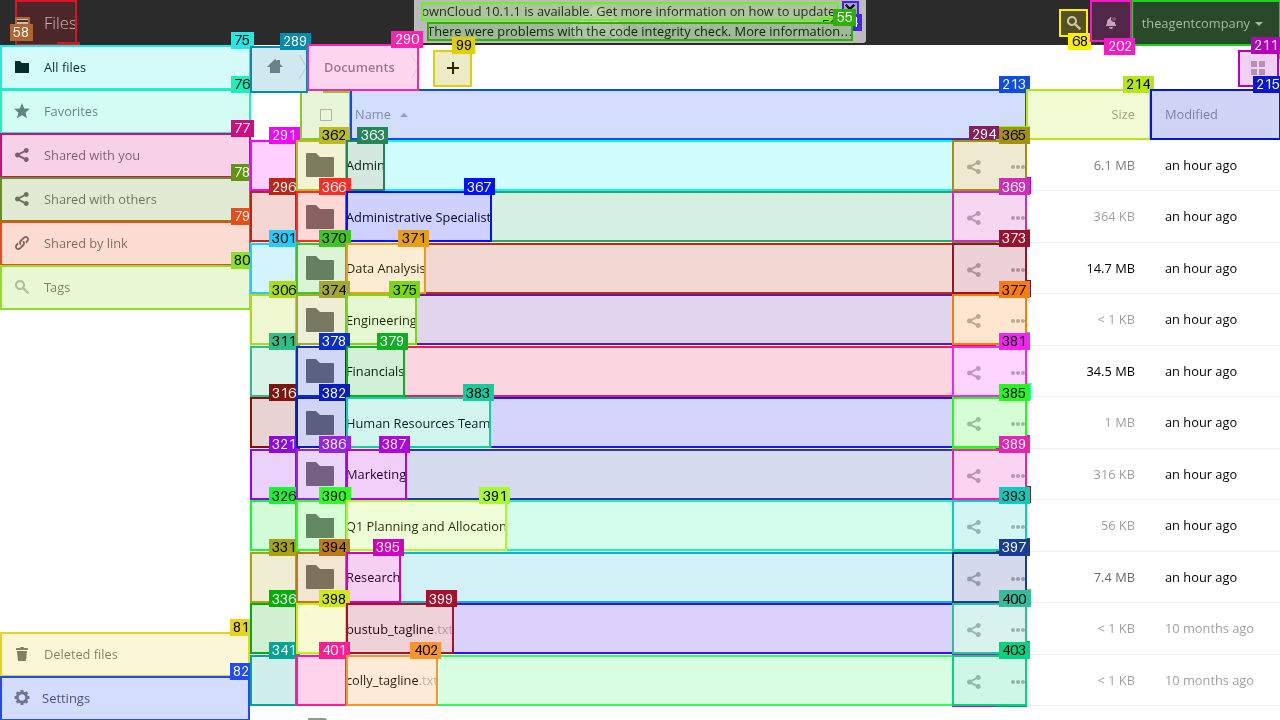 Files
ownCloud 10.1.1 is available. Get more information on how to update
There were problems with the code integrity check. More information…
theagentcompany
58
55
68
202
75
289
290
99
211
All files
Documents
+
76
213
214
215
Favorites
Name
Size
Modified
77
291
362
363
294
365
Shared with you
Admin
6.1 MB
an hour ago
78
296
366
367
369
Shared with others
Administrative Specialist
364 KB
an hour ago
79
301
370
371
373
Shared by link
Data Analysis
14.7 MB
an hour ago
80
306
374
375
377
Tags
Engineering
< 1 KB
an hour ago
311
378
379
381
Financials
34.5 MB
an hour ago
316
382
383
385
Human Resources Team
1 MB
an hour ago
321
386
387
389
Marketing
316 KB
an hour ago
326
390
391
393
Q1 Planning and Allocation
56 KB
an hour ago
331
394
395
397
Research
7.4 MB
an hour ago
336
398
399
400
81
bustub_tagline.txt
< 1 KB
10 months ago
Deleted files
341
401
402
403
82
colly_tagline.txt
< 1 KB
10 months ago
Settings